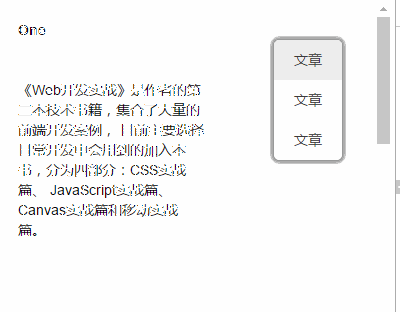 One
《Web开发实战》是作者的第
二本技术书籍，集合了大量的
前端开发案例，目前主要选择
日常开发中会用到的加入本
书，分为四部分：CSS实战
篇、 JavaScript实战篇、
Canvas实战篇和移动实战
篇。
文章
文章
文章